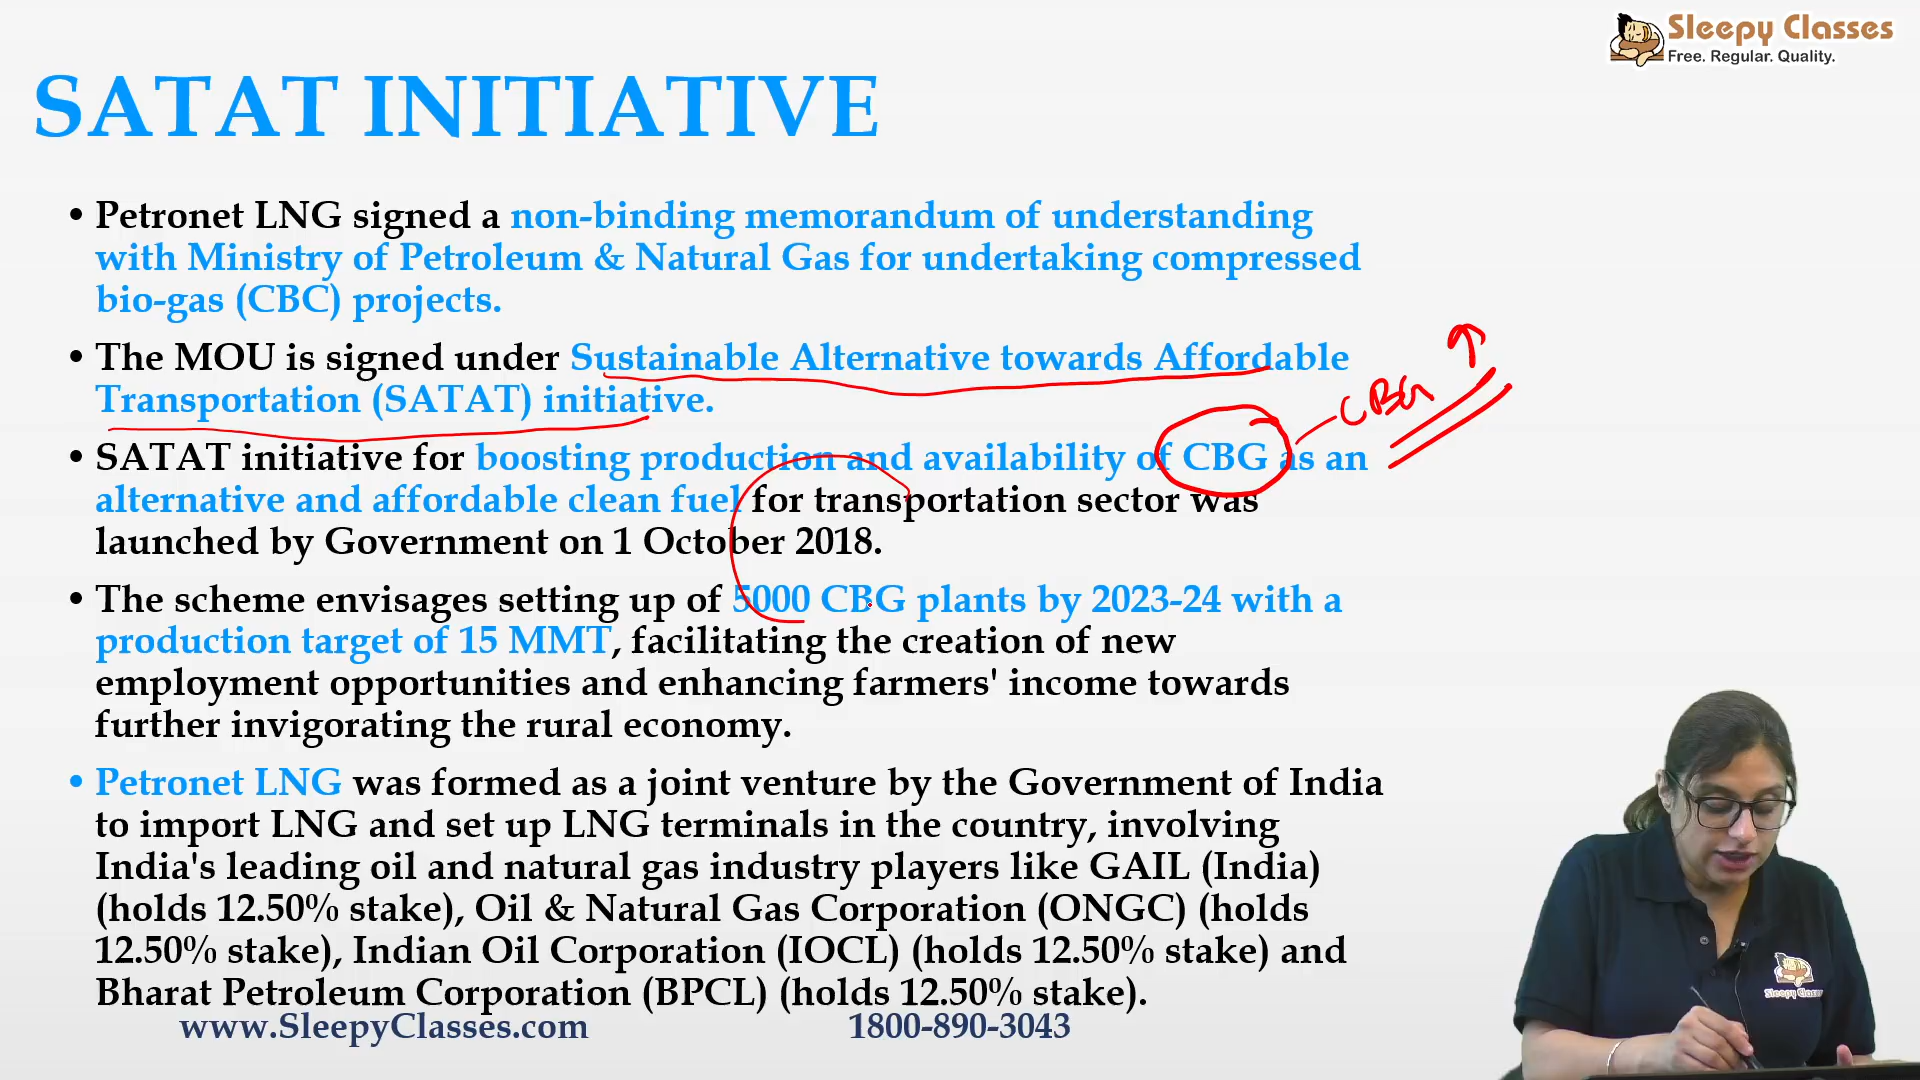 Sleepy Classes
Free. Regular. Quality.
SATAT INITIATIVE
• Petronet LNG signed a non-binding memorandum of understanding
with Ministry of Petroleum & Natural Gas for undertaking compressed
bio-gas (CBC) projects.
• The MOU is signed under Sustainable Alternative towards Affordable
Transportation (SATAT) initiative.
CBG
• SATAT initiative for boosting production and availability of CBG as an
alternative and affordable clean fuel for transportation sector was
launched by Government on 1 October 2018.
• The scheme envisages setting up of 5000 CBG plants by 2023-24 with a
production target of 15 MMT, facilitating the creation of new
employment opportunities and enhancing farmers' income towards
further invigorating the rural economy.
• Petronet LNG was formed as a joint venture by the Government of India
to import LNG and set up LNG terminals in the country, involving
India's leading oil and natural gas industry players like GAIL (India)
(holds 12.50% stake), Oil & Natural Gas Corporation (ONGC) (holds
12.50% stake), Indian Oil Corporation (IOCL) (holds 12.50% stake) and
Bharat Petroleum Corporation (BPCL) (holds 12.50% stake).
www.SleepyClasses.com 1800-890-3043
Sleepy Classes